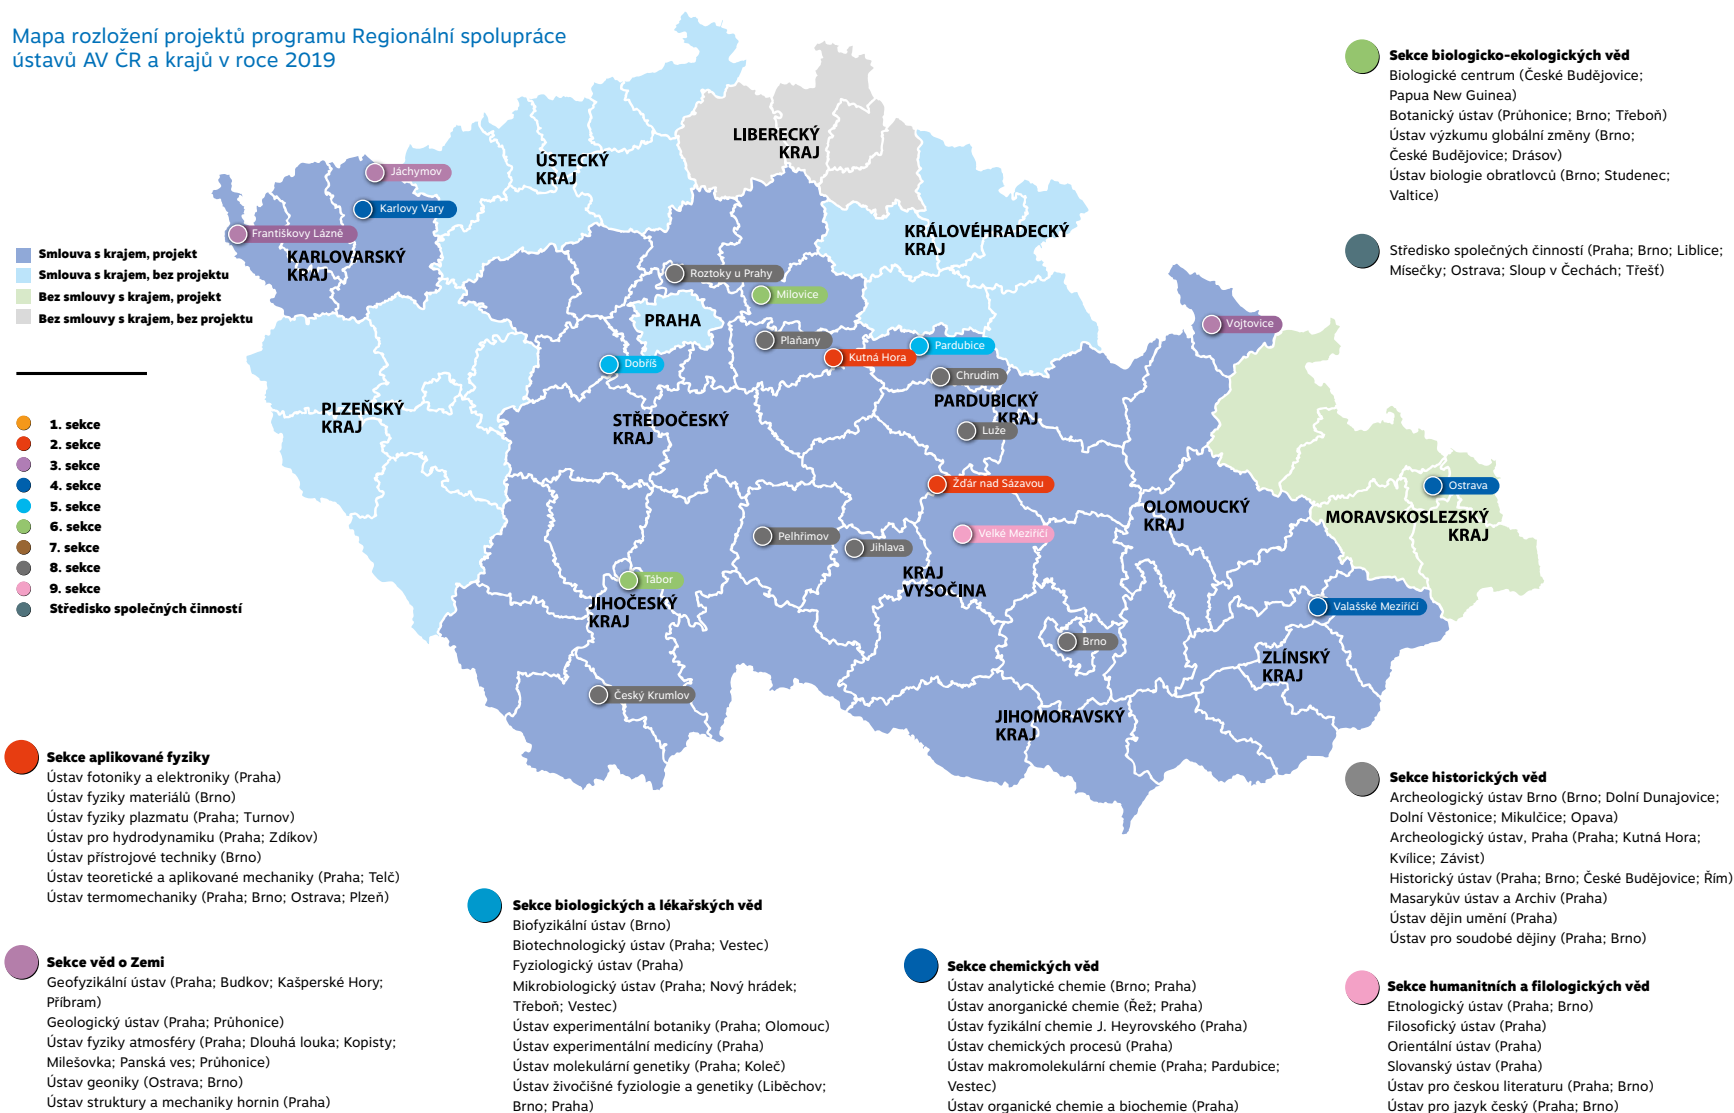 Mapa rozložení projektů programu Regionální spolupráce
ústavů AV ČR a krajů v roce 2019
Smlouva s krajem, projekt
Smlouva s krajem, bez projektu
Bez smlouvy s krajem, projekt
Bez smlouvy s krajem, bez projektu
1. sekce
2. sekce
3. sekce
4. sekce
5. sekce
6. sekce
7. sekce
8. sekce
9. sekce
Středisko společných činností
LIBERECKÝ
KRAJ
ÚSTECKÝ
KRAJ
Jáchymov
Karlovy Vary
Františkovy Lázně
KARLOVARSKÝ
KRAJ
KRÁLOVÉHRADECKÝ
KRAJ
Roztoky u Prahy
Milovice
PRAHA
Vojtovice
Plaňany
Kutná Hora
Pardubice
Dobříš
Chrudim
PARDUBICKÝ
KRAJ
PLZEŇSKÝ
KRAJ
STŘEDOČESKÝ
KRAJ
Luže
Žďár nad Sázavou
Ostrava
OLOMOUCKÝ
KRAJ
MORAVSKOSLEZSKÝ
KRAJ
Pelhřimov
Jihlava
Velké Meziříčí
KRAJ
VYSOČINA
Tábor
JIHOČESKÝ
KRAJ
Valašské Meziříčí
Brno
ZLÍNSKÝ
KRAJ
Český Krumlov
JIHOMORAVSKÝ
KRAJ
Sekce biologicko-ekologických věd
Biologické centrum (České Budějovice;
Papua New Guinea)
Botanický ústav (Průhonice; Brno; Třeboň)
Ústav výzkumu globální změny (Brno;
České Budějovice; Drásov)
Ústav biologie obratlovců (Brno; Studenec;
Valtice)
Středisko společných činností (Praha; Brno; Liblice;
Mísečky; Ostrava; Sloup v Čechách; Třešť)
Sekce aplikované fyziky
Ústav fotoniky a elektroniky (Praha)
Ústav fyziky materiálů (Brno)
Ústav fyziky plazmatu (Praha; Turnov)
Ústav pro hydrodynamiku (Praha; Zdíkov)
Ústav přístrojové techniky (Brno)
Ústav teoretické a aplikované mechaniky (Praha; Telč)
Ústav termomechaniky (Praha; Brno; Ostrava; Plzeň)
Sekce věd o Zemi
Geofyzikální ústav (Praha; Budkov; Kašperské Hory;
Příbram)
Geologický ústav (Praha; Průhonice)
Ústav fyziky atmosféry (Praha; Dlouhá louka; Kopisty;
Milešovka; Panská ves; Průhonice)
Ústav geoniky (Ostrava; Brno)
Ústav struktury a mechaniky hornin (Praha)
Sekce biologických a lékařských věd
Biofyzikální ústav (Brno)
Biotechnologický ústav (Praha; Vestec)
Fyziologický ústav (Praha)
Mikrobiologický ústav (Praha; Nový hrádek;
Třeboň; Vestec)
Ústav experimentální botaniky (Praha; Olomouc)
Ústav experimentální medicíny (Praha)
Ústav molekulární genetiky (Praha; Koleč)
Ústav živočišné fyziologie a genetiky (Liběchov;
Brno; Praha)
Sekce chemických věd
Ústav analytické chemie (Brno; Praha)
Ústav anorganické chemie (Řež; Praha)
Ústav fyzikální chemie J. Heyrovského (Praha)
Ústav chemických procesů (Praha)
Ústav makromolekulární chemie (Praha; Pardubice;
Vestec)
Ústav organické chemie a biochemie (Praha)
Sekce historických věd
Archeologický ústav Brno (Brno; Dolní Dunajovice;
Dolní Věstonice; Mikulčice; Opava)
Archeologický ústav, Praha (Praha; Kutná Hora;
Kvílice; Závist)
Historický ústav (Praha; Brno; České Budějovice; Řím)
Masarykův ústav a Archiv (Praha)
Ústav dějin umění (Praha)
Ústav pro soudobé dějiny (Praha; Brno)
Sekce humanitních a filologických věd
Etnologický ústav (Praha; Brno)
Filosofický ústav (Praha)
Orientální ústav (Praha)
Slovanský ústav (Praha)
Ústav pro českou literaturu (Praha; Brno)
Ústav pro jazyk český (Praha; Brno)